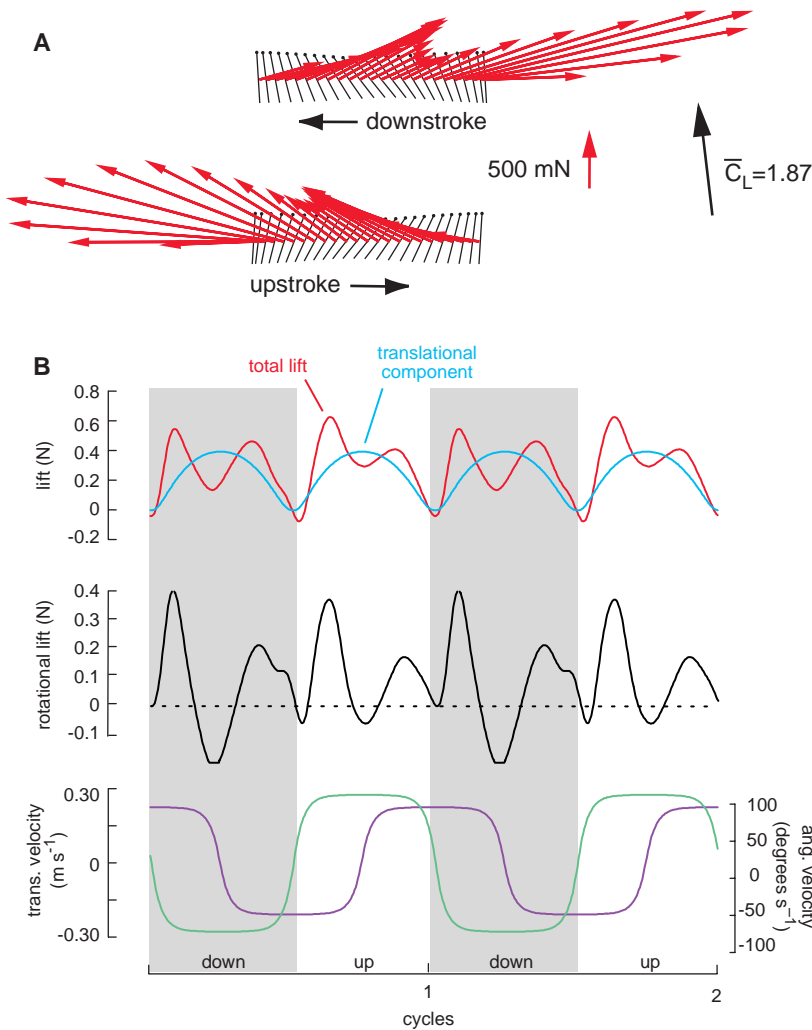 A
downstroke
500 mN
C̅L=1.87
upstroke
B
total lift
translational
component
lift (N)
0.8
0.6
0.4
0.2
0
-0.2
rotational lift (N)
0.4
0.3
0.2
0.1
0
-0.1
trans. velocity
(m s-1)
0.30
0
-0.30
100
50
0
-50
-100
ang. velocity
(degrees s−1)
down
up
down
up
1
2
cycles